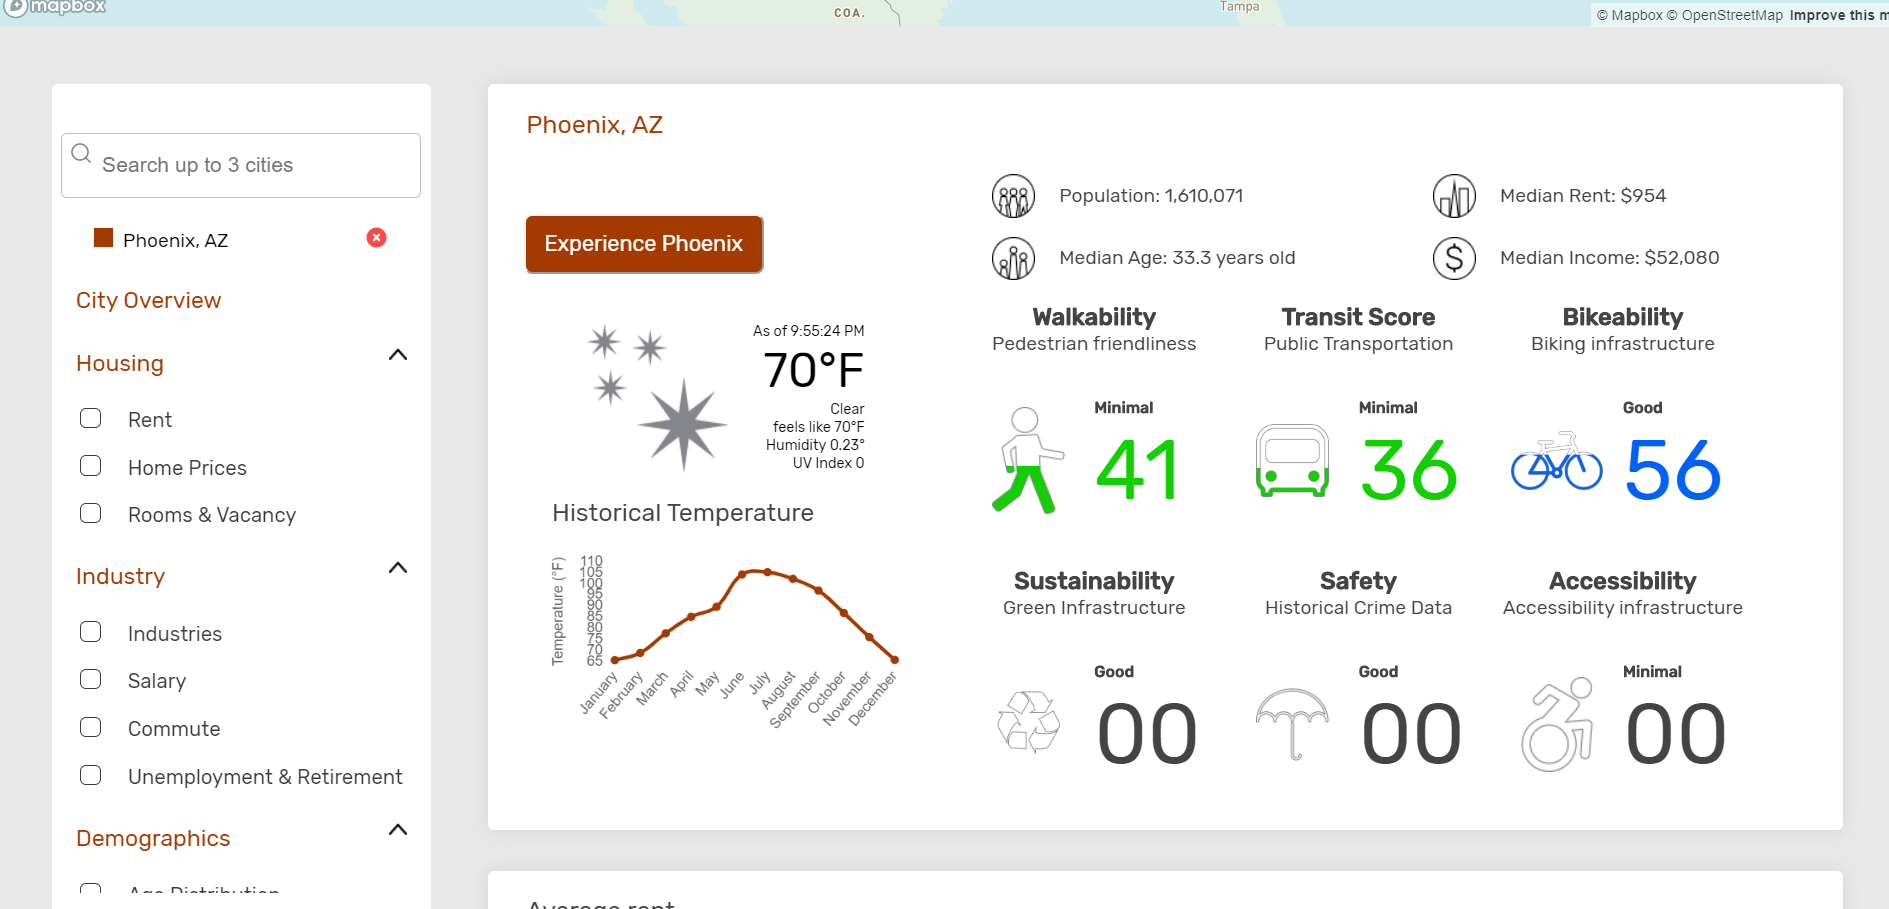 mapbox
COA.
Tampa
© Mapbox © OpenStreetMap Improve this m
Search up to 3 cities
Phoenix, AZ
City Overview
Housing
Rent
Home Prices
Rooms & Vacancy
Industry
Industries
Salary
Commute
Unemployment & Retirement
Demographics
Age Distribution
Phoenix, AZ
Experience Phoenix
Population: 1,610,071
Median Rent: $954
Median Age: 33.3 years old
Median Income: $52,080
As of 9:55:24 PM
70°F
Clear
feels like 70°F
Humidity 0.23°
UV Index 0
Historical Temperature
Temperature (°F)
110
105
100
95
90
85
80
75
70
65
January
February
March
April
May
June
July
August
September
October
November
December
Walkability
Pedestrian friendliness
Minimal
41
Transit Score
Public Transportation
Minimal
36
Bikeability
Biking infrastructure
Good
56
Sustainability
Green Infrastructure
Good
00
Safety
Historical Crime Data
Good
00
Accessibility
Accessibility infrastructure
Minimal
00
Average rent